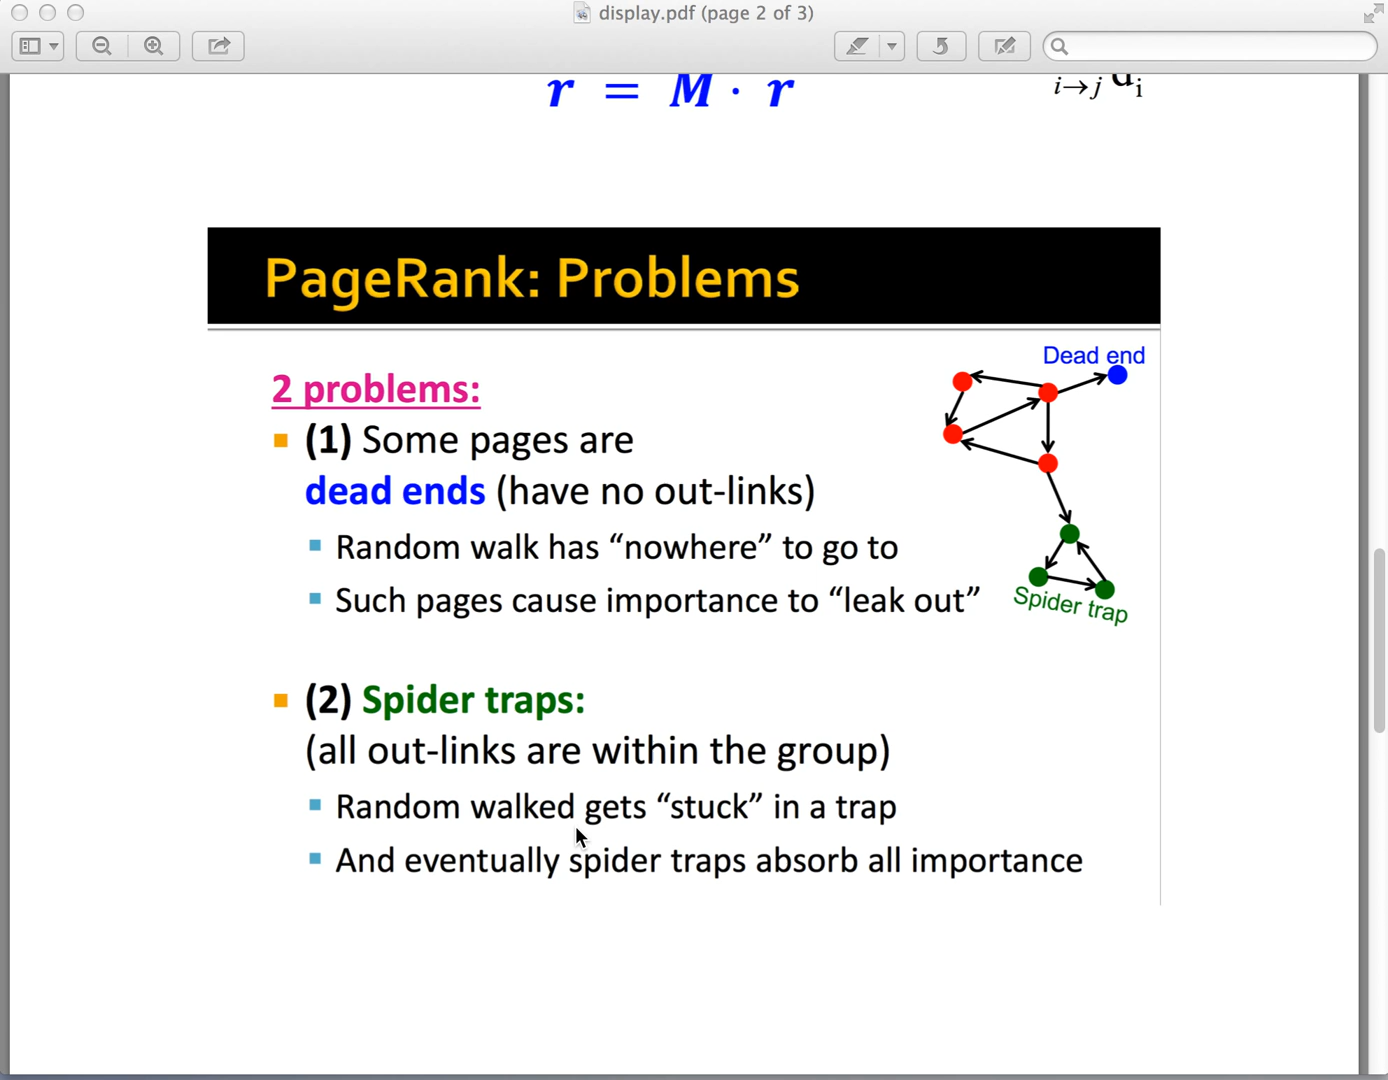 display.pdf (page 2 of 3)
r = M · r
i→j d i
PageRank: Problems
2 problems:
(1) Some pages are
dead ends (have no out-links)
Random walk has “nowhere” to go to
Such pages cause importance to “leak out”
Dead end
Spider trap
(2) Spider traps:
(all out-links are within the group)
Random walked gets “stuck” in a trap
And eventually spider traps absorb all importance